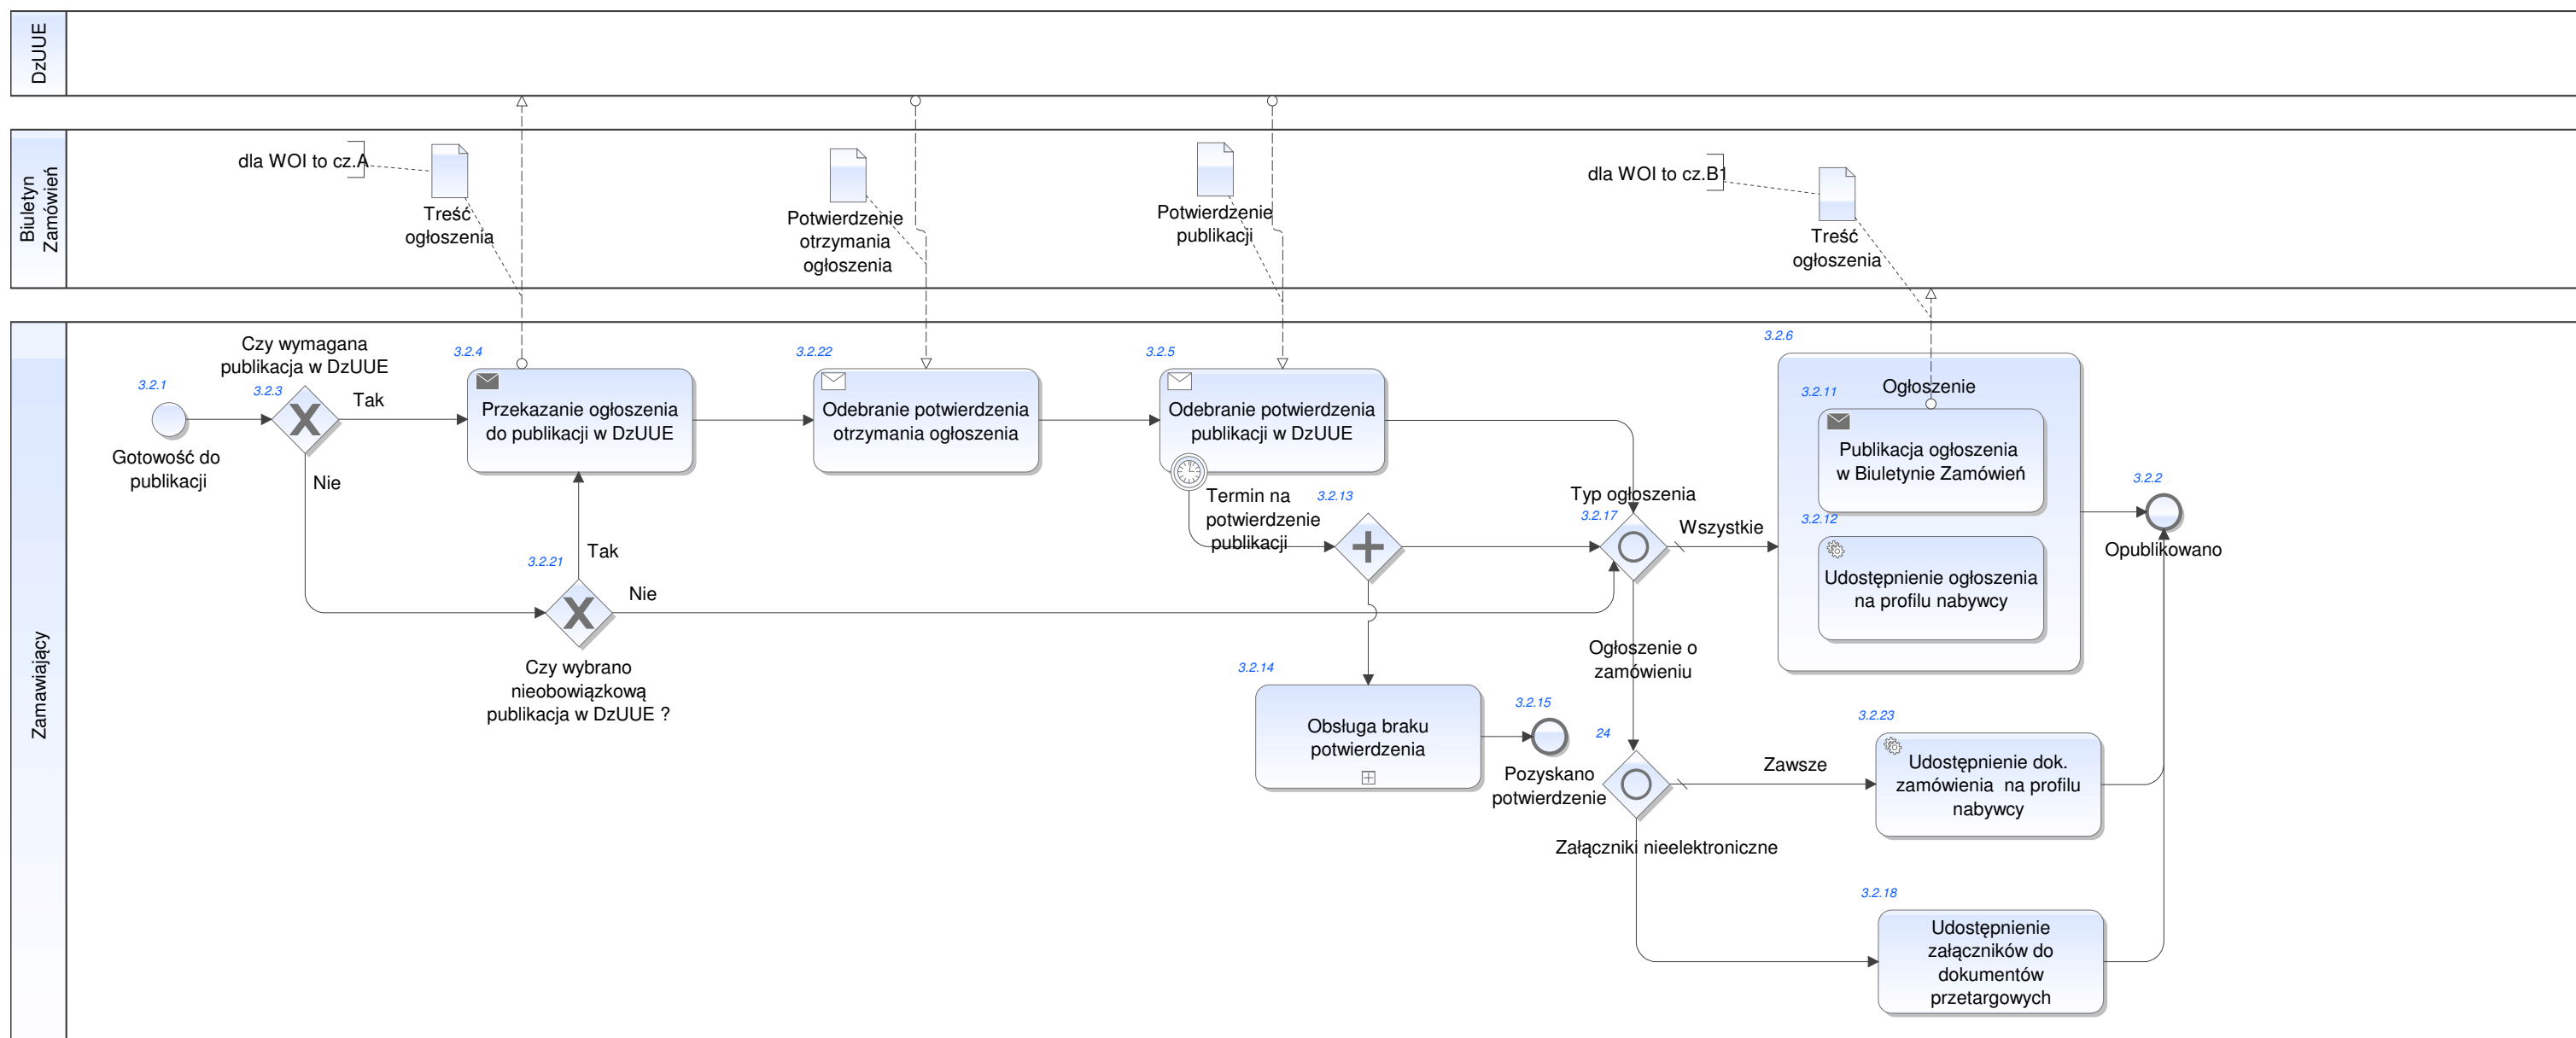 DzUUE
Biuletyn
Zamówień
dla WOI to cz.A
Treść
ogłoszenia
Potwierdzenie
otrzymania
ogłoszenia
Potwierdzenie
publikacji
dla WOI to cz.B1
Treść
ogłoszenia
Zamawiający
3.2.1
Gotowość do
publikacji
Czy wymagana
publikacja w DzUUE
3.2.3
Tak
Nie
3.2.4
Przekazanie ogłoszenia
do publikacji w DzUUE
3.2.22
Odebranie potwierdzenia
otrzymania ogłoszenia
3.2.5
Odebranie potwierdzenia
publikacji w DzUUE
Termin na
potwierdzenie
publikacji
3.2.13
3.2.21
Tak
Nie
Czy wybrano
nieobowiązkową
publikacja w DzUUE ?
Typ ogłoszenia
3.2.17
Wszystkie
Ogłoszenie o
zamówieniu
3.2.6
Ogłoszenie
3.2.11
Publikacja ogłoszenia
w Biuletynie Zamówień
3.2.12
Udostępnienie ogłoszenia
na profilu nabywcy
3.2.2
Opublikowano
3.2.14
Obsługa braku
potwierdzenia
3.2.15
Pozyskano
potwierdzenie
24
Zawsze
Załączniki nieelektroniczne
3.2.23
Udostępnienie dok.
zamówienia na profilu
nabywcy
3.2.18
Udostępnienie
załączników do
dokumentów
przetargowych